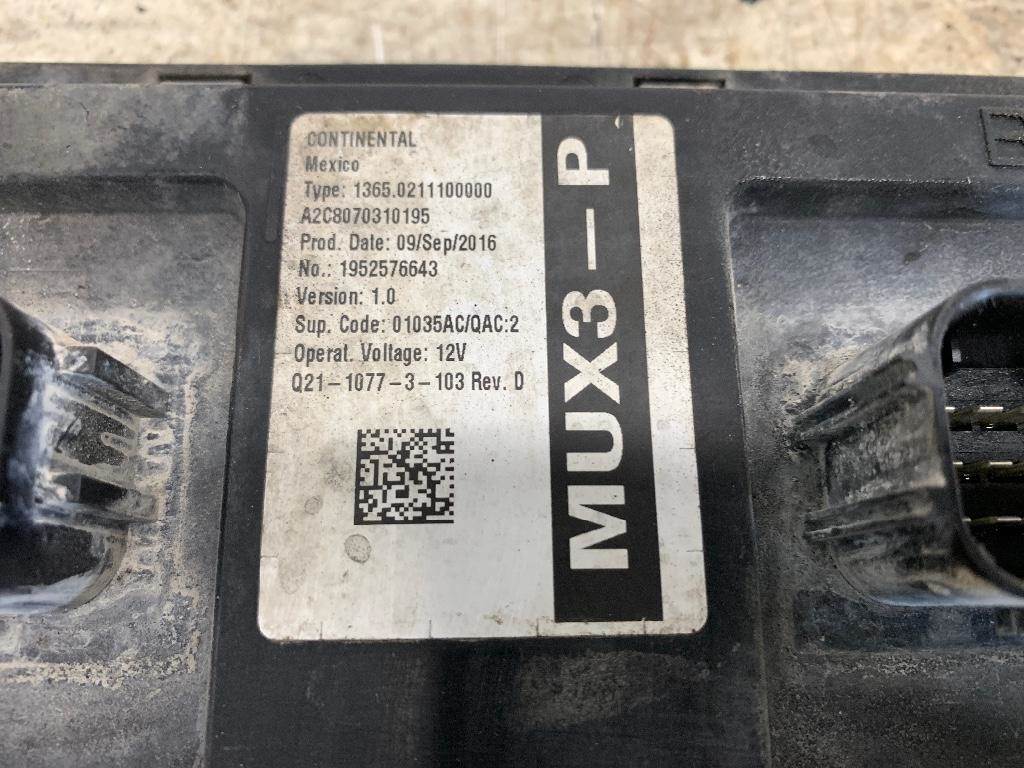 CONTINENTAL
Mexico
Type: 1365.0211100000
A2C8070310195
Prod. Date: 09/Sep/2016
No.: 1952576643
Version: 1.0
Sup. Code: 01035AC/QAC:2
Operat. Voltage: 12V
Q21-1077-3-103 Rev. D
MUX3-P